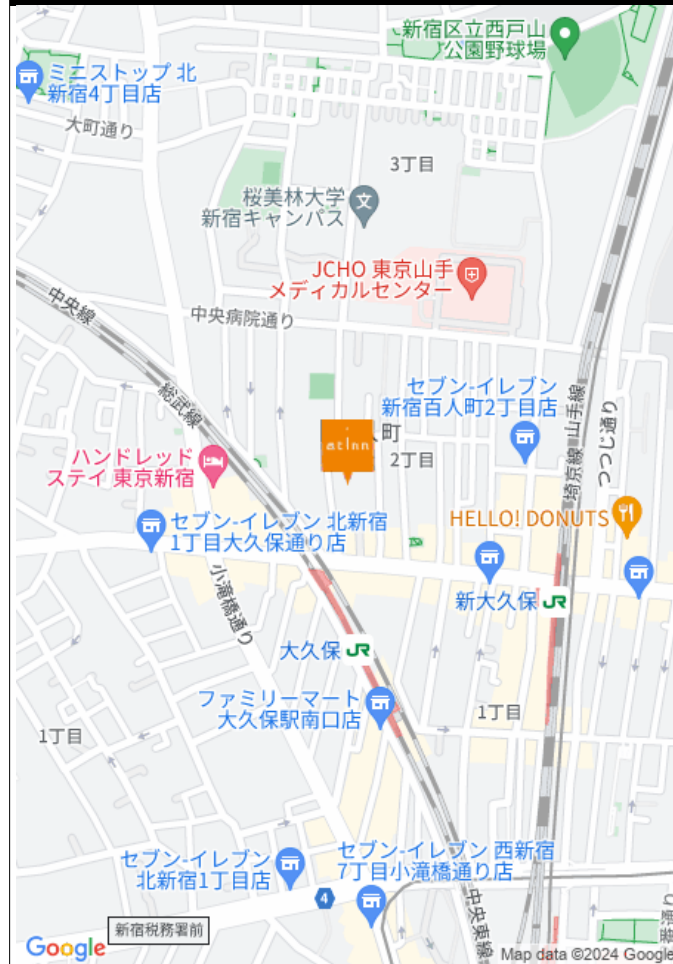 新宿区立西戸山
公園野球場
ミニストップ 北
新宿4丁目店
大町通り
3丁目
桜美林大学
新宿キャンパス
JCHO 東京山手
メディカルセンター
中央線
中央病院通り
総武線
セブン-イレブン
新宿百人町2丁目店
埼京線
山手線
つつじ通り
atinn
人町
2丁目
ハンドレッド
ステイ 東京新宿
HELLO! DONUTS
セブン-イレブン 北新宿
1丁目大久保通り店
小滝橋通り
新大久保 JR
大久保 JR
ファミリーマート
大久保駅南口店
1丁目
1丁目
セブン-イレブン
北新宿1丁目店
セブン-イレブン 西新宿
7丁目小滝橋通り店
4
中央東線
新宿税務署前
Google
Map data ©2024 Google